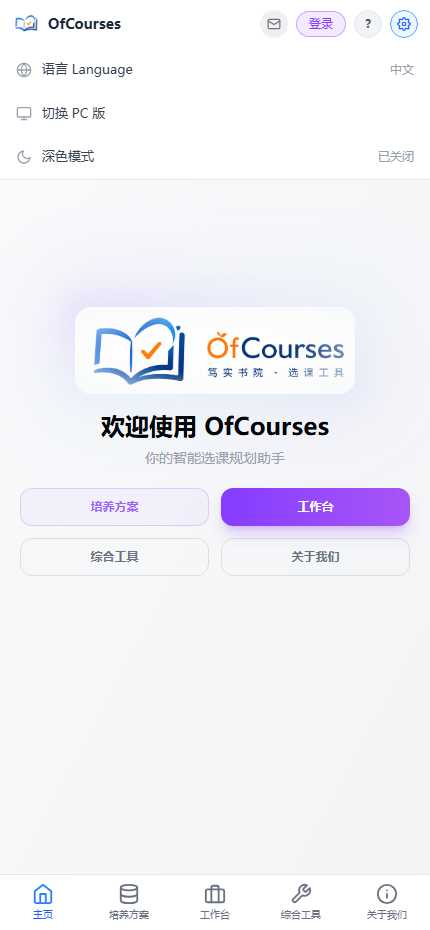 OfCourses
登录
?
语言 Language
中文
切换 PC 版
深色模式
已关闭
OfCourses
笃实书院 · 选课工具
欢迎使用 OfCourses
你的智能选课规划助手
培养方案
工作台
综合工具
关于我们
主页
培养方案
工作台
综合工具
关于我们